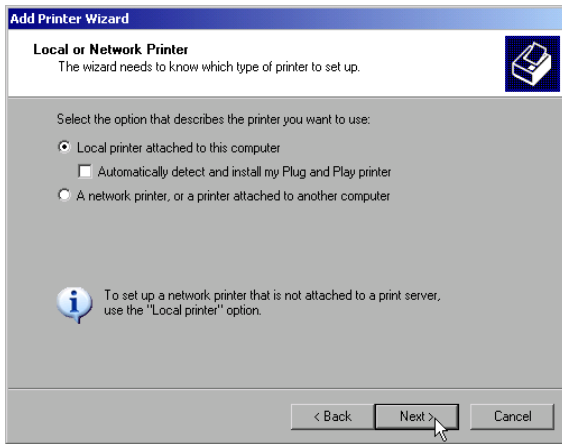 Add Printer Wizard
Local or Network Printer
The wizard needs to know which type of printer to set up.
Select the option that describes the printer you want to use:
Local printer attached to this computer
Automatically detect and install my Plug and Play printer
A network printer, or a printer attached to another computer
To set up a network printer that is not attached to a print server,
use the "Local printer" option.
< Back
Next >
Cancel